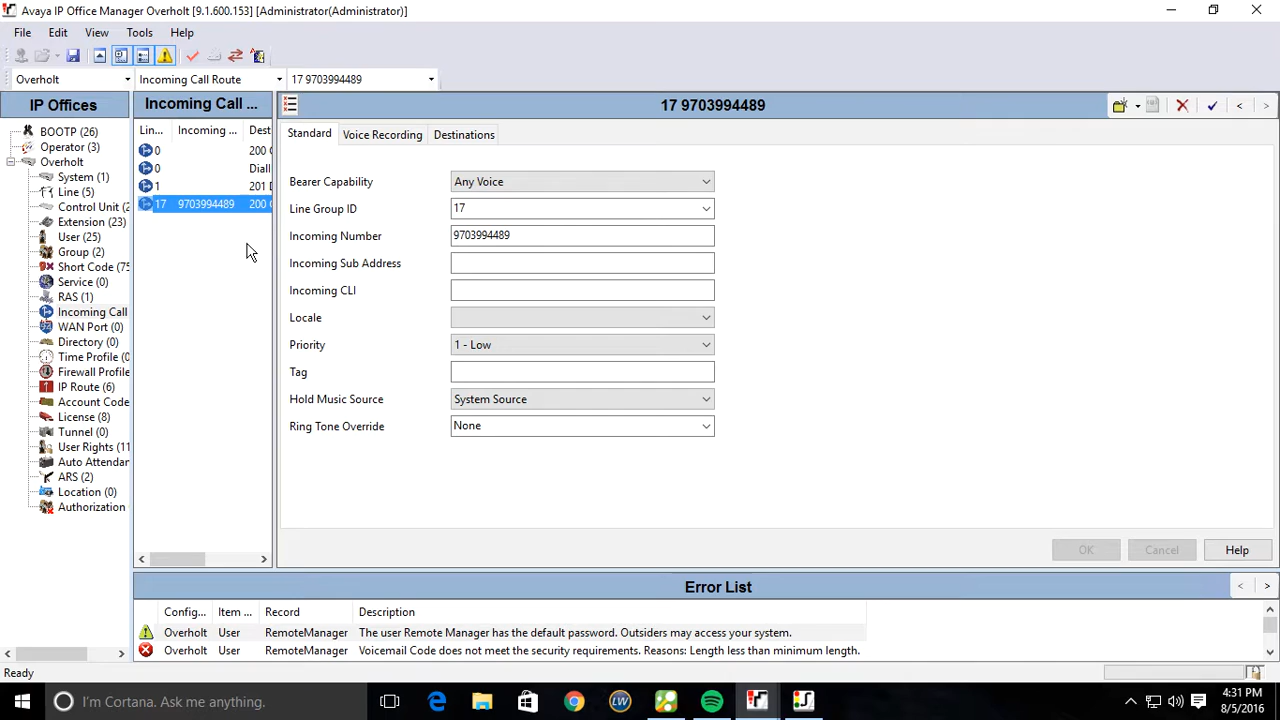 Avaya IP Office Manager Overholt [9.1.600.153] [Administrator(Administrator)]
File Edit View Tools Help
Overholt Incoming Call Route 17 9703994489
IP Offices
BOOTP (26)
Operator (3)
Overholt
System (1)
Line (5)
Control Unit (2
Extension (23)
User (25)
Group (2)
Short Code (75
Service (0)
RAS (1)
Incoming Call
WAN Port (0)
Directory (0)
Time Profile (0
Firewall Profile
IP Route (6)
Account Code
License (8)
Tunnel (0)
User Rights (11
Auto Attendan
ARS (2)
Location (0)
Authorization
Incoming Call ...
Lin... Incoming ... Dest
0 200
0 Diall
1 201
17 9703994489 200
17 9703994489
Standard Voice Recording Destinations
Bearer Capability Any Voice
Line Group ID 17
Incoming Number 9703994489
Incoming Sub Address
Incoming CLI
Locale
Priority 1 - Low
Tag
Hold Music Source System Source
Ring Tone Override None
OK Cancel Help
Error List
Config... Item ... Record Description
Overholt User RemoteManager The user Remote Manager has the default password. Outsiders may access your system.
Overholt User RemoteManager Voicemail Code does not meet the security requirements. Reasons: Length less than minimum length.
Ready
I'm Cortana. Ask me anything.
4:31 PM
8/5/2016